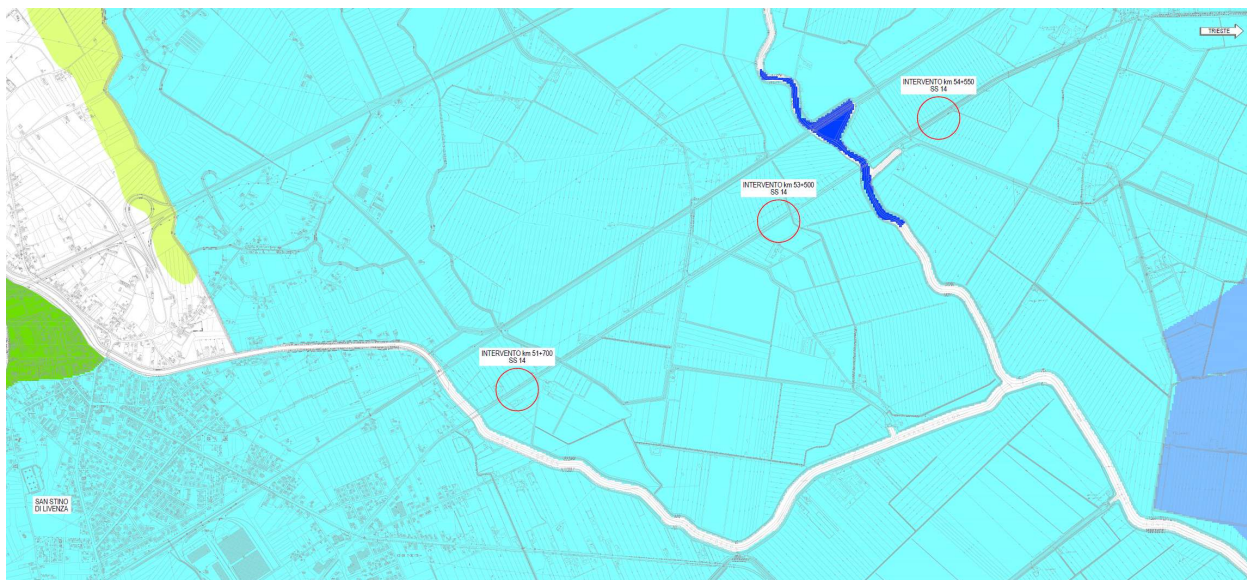 TRIESTE
INTERVENTO km 54+550
SS 14
INTERVENTO km 53+500
SS 14
INTERVENTO km 51+700
SS 14
SAN STINO
DI LIVENZA